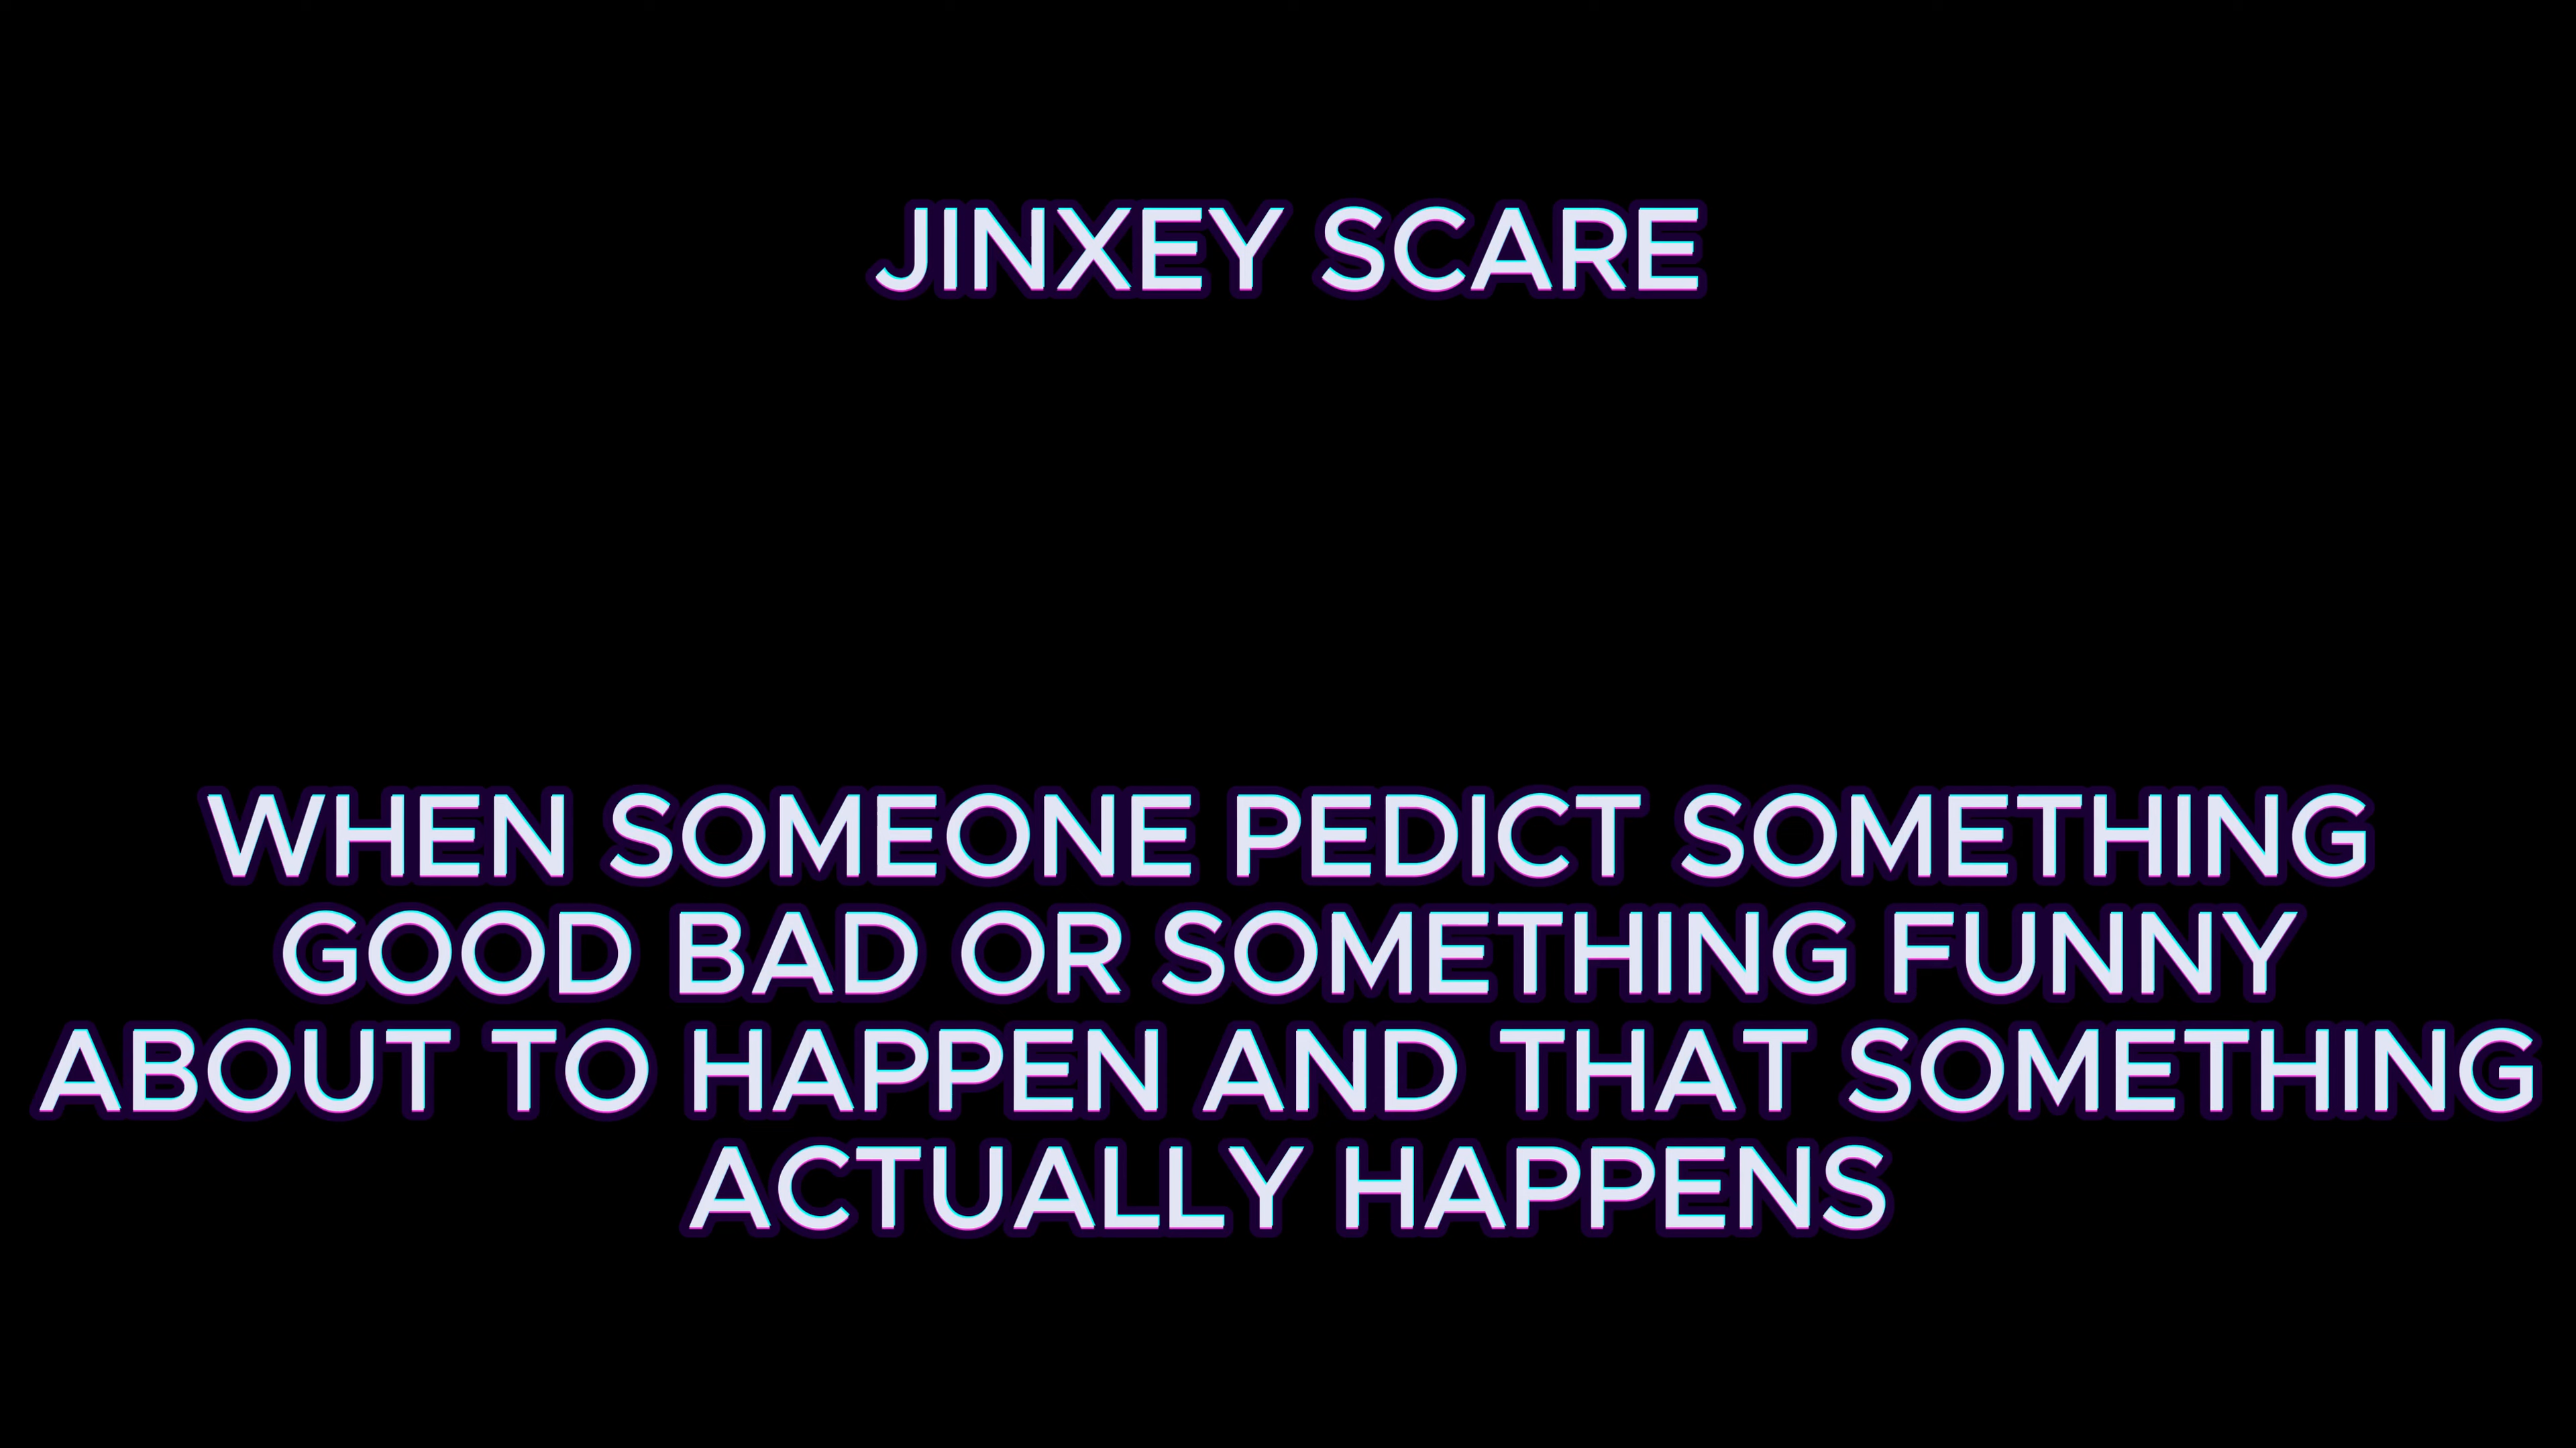 JINXEY SCARE
WHEN SOMEONE PEDICT SOMETHING
GOOD BAD OR SOMETHING FUNNY
ABOUT TO HAPPEN AND THAT SOMETHING
ACTUALLY HAPPENS